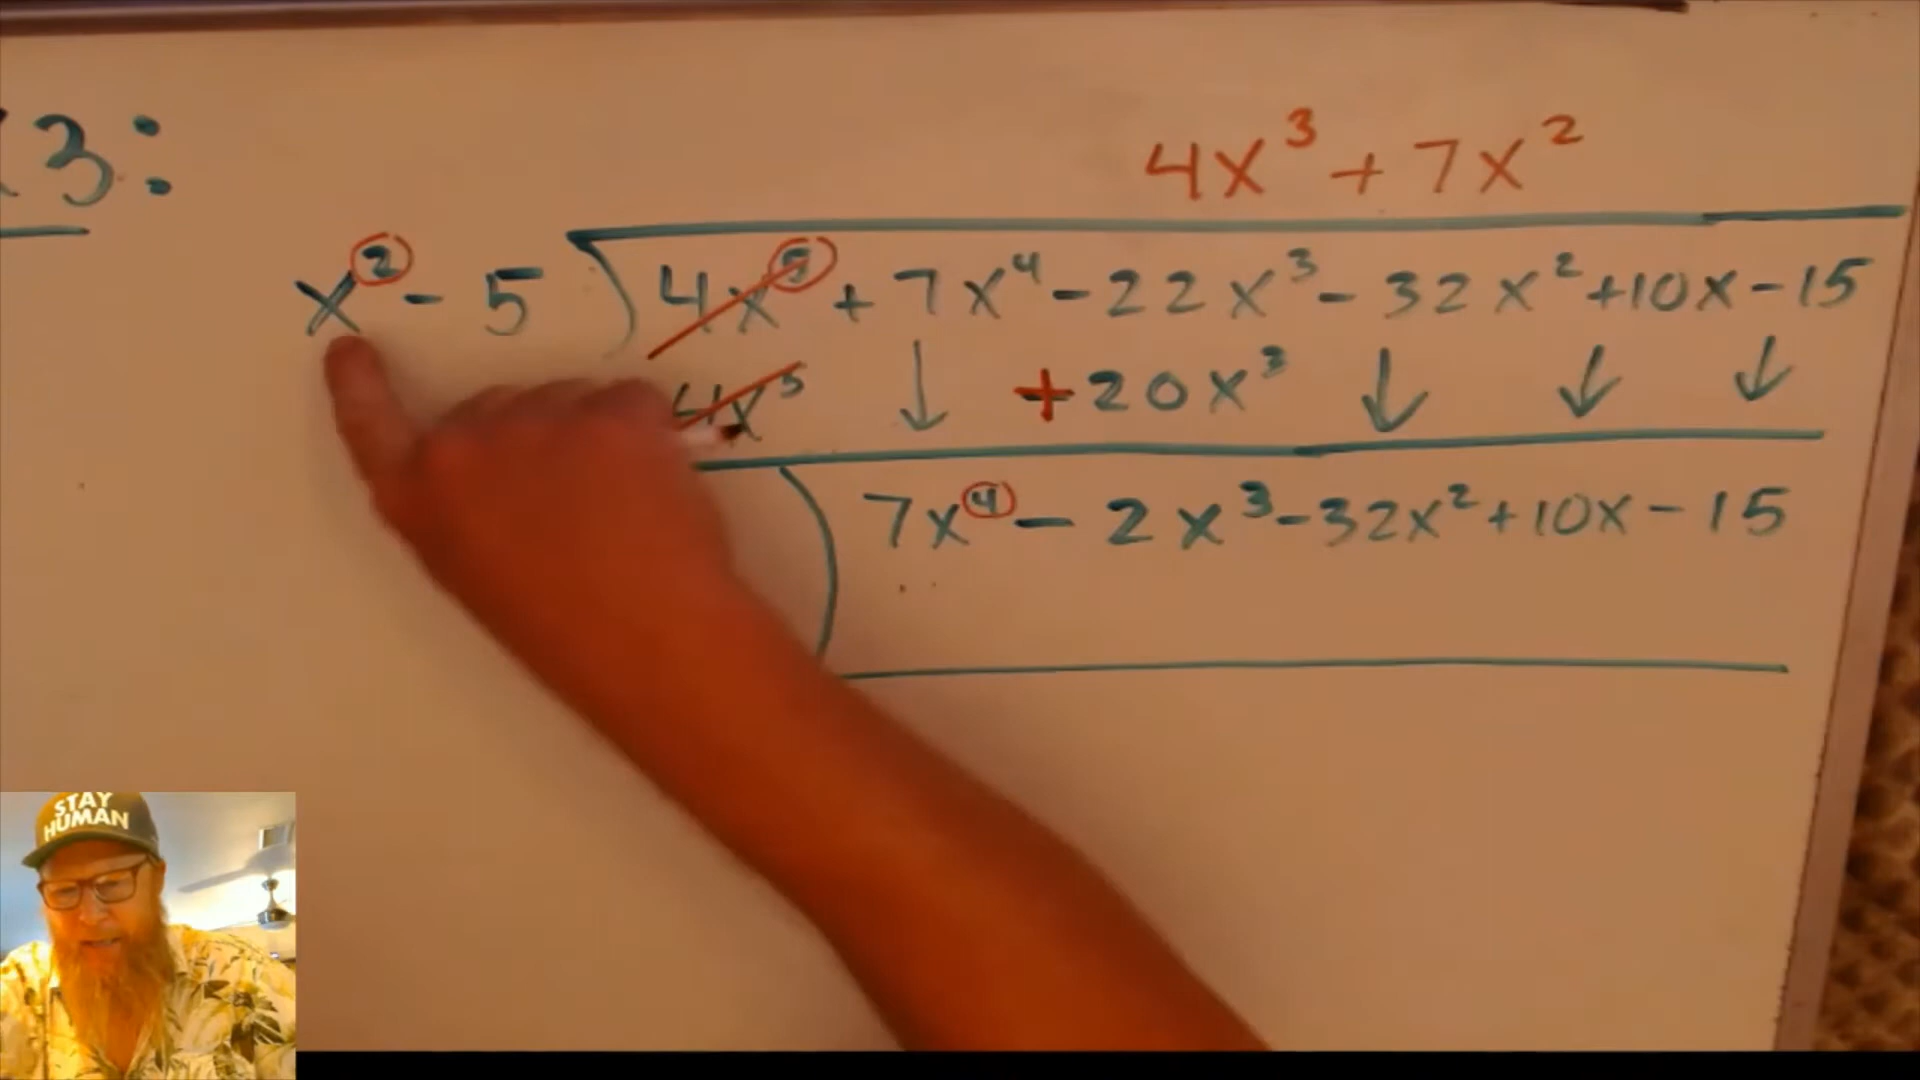 3:
4x³ + 7x²
x² - 5 ) 4x⁵ + 7x⁴ - 22x³ - 32x² + 10x - 15
4x⁵ ↓ + 20x³ ↓ ↓ ↓
7x⁴ - 2x³ - 32x² + 10x - 15
STAY
HUMAN